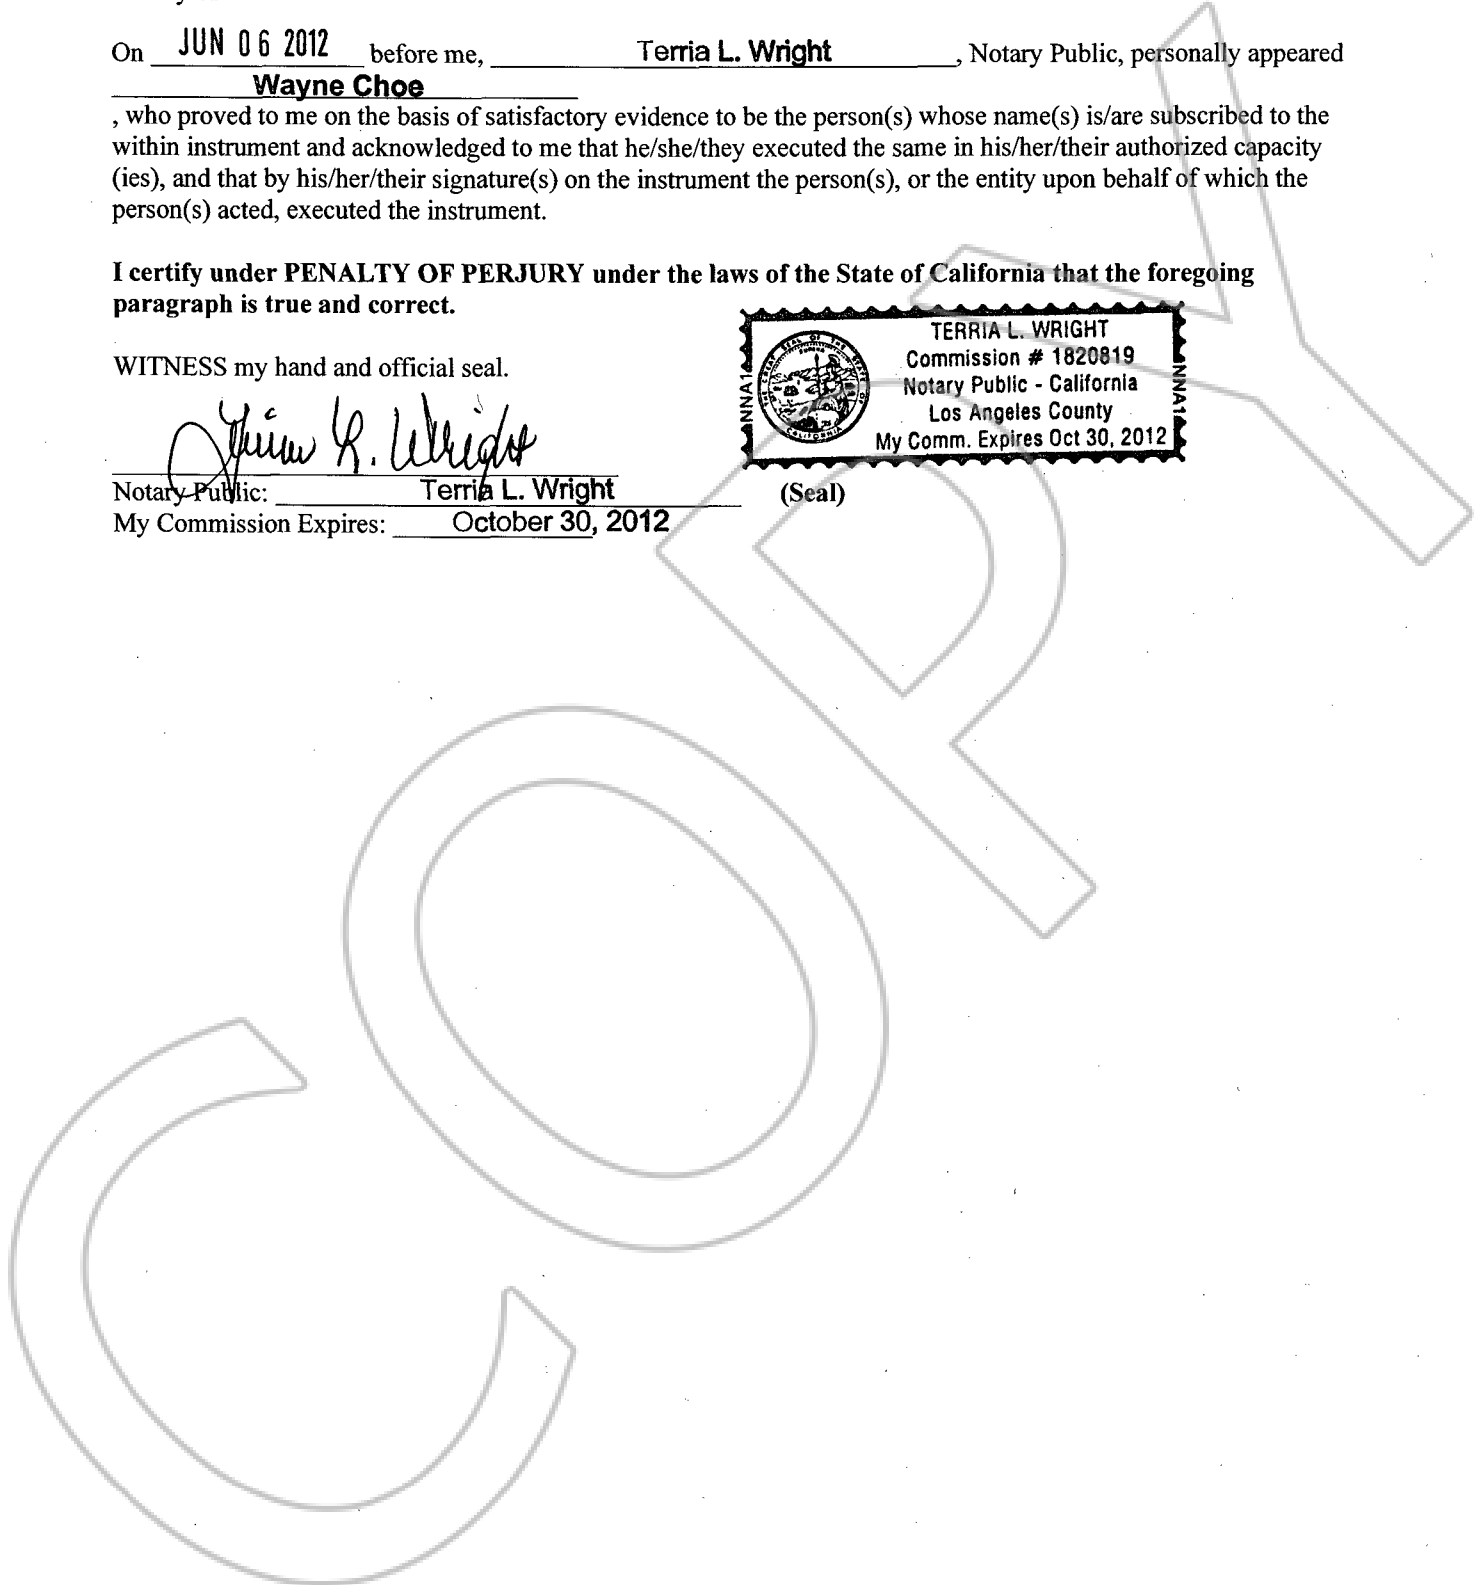 On JUN 06 2012 before me, Terria L. Wright, Notary Public, personally appeared
Wayne Choe
, who proved to me on the basis of satisfactory evidence to be the person(s) whose name(s) is/are subscribed to the
within instrument and acknowledged to me that he/she/they executed the same in his/her/their authorized capacity
(ies), and that by his/her/their signature(s) on the instrument the person(s), or the entity upon behalf of which the
person(s) acted, executed the instrument.
I certify under PENALTY OF PERJURY under the laws of the State of California that the foregoing
paragraph is true and correct.
WITNESS my hand and official seal.
TERRIA L. WRIGHT
Commission # 1820819
Notary Public - California
Los Angeles County
My Comm. Expires Oct 30, 2012
NNA1
NNA1
Terria L. Wright
Notary Public: Terria L. Wright (Seal)
My Commission Expires: October 30, 2012
COPY